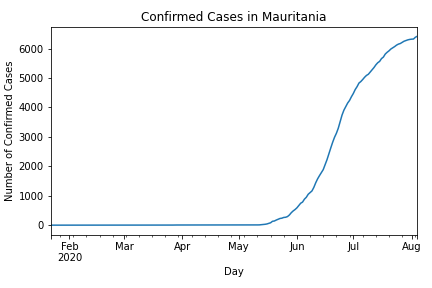 Confirmed Cases in Mauritania
Number of Confirmed Cases
6000
5000
4000
3000
2000
1000
0
Feb Mar Apr May Jun Jul Aug
2020
Day